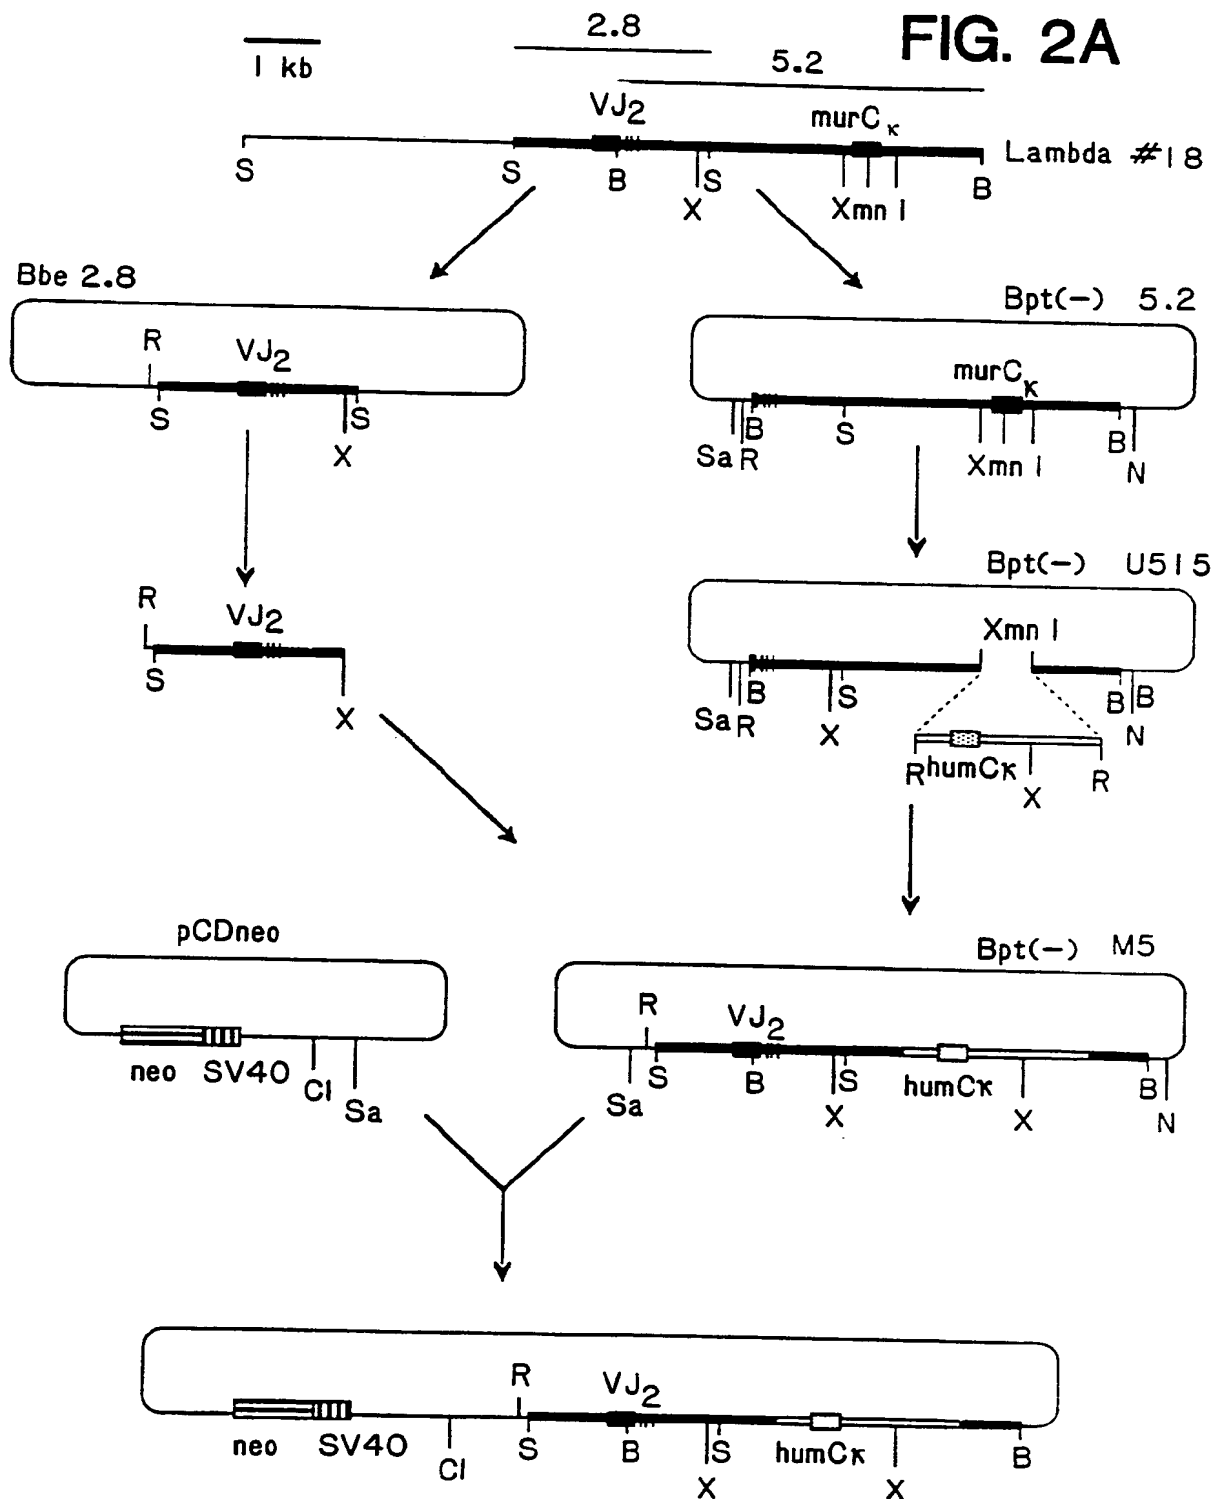 FIG. 2A
1 kb
2.8
5.2
VJ2
murCκ
Lambda #18
S S B X S Xmn I B
Bbe 2.8
R VJ2
S S
X
Bpt(-) 5.2
murCκ
Sa R B S Xmn I B N
R VJ2
S
X
Bpt(-) U515
Xmn I
Sa R B X S B B N
R humCκ X R
pCDneo
neo SV40 Cl Sa
Bpt(-) M5
R VJ2
Sa S B X S humCκ X B N
R VJ2
neo SV40 Cl S B X S humCκ X B